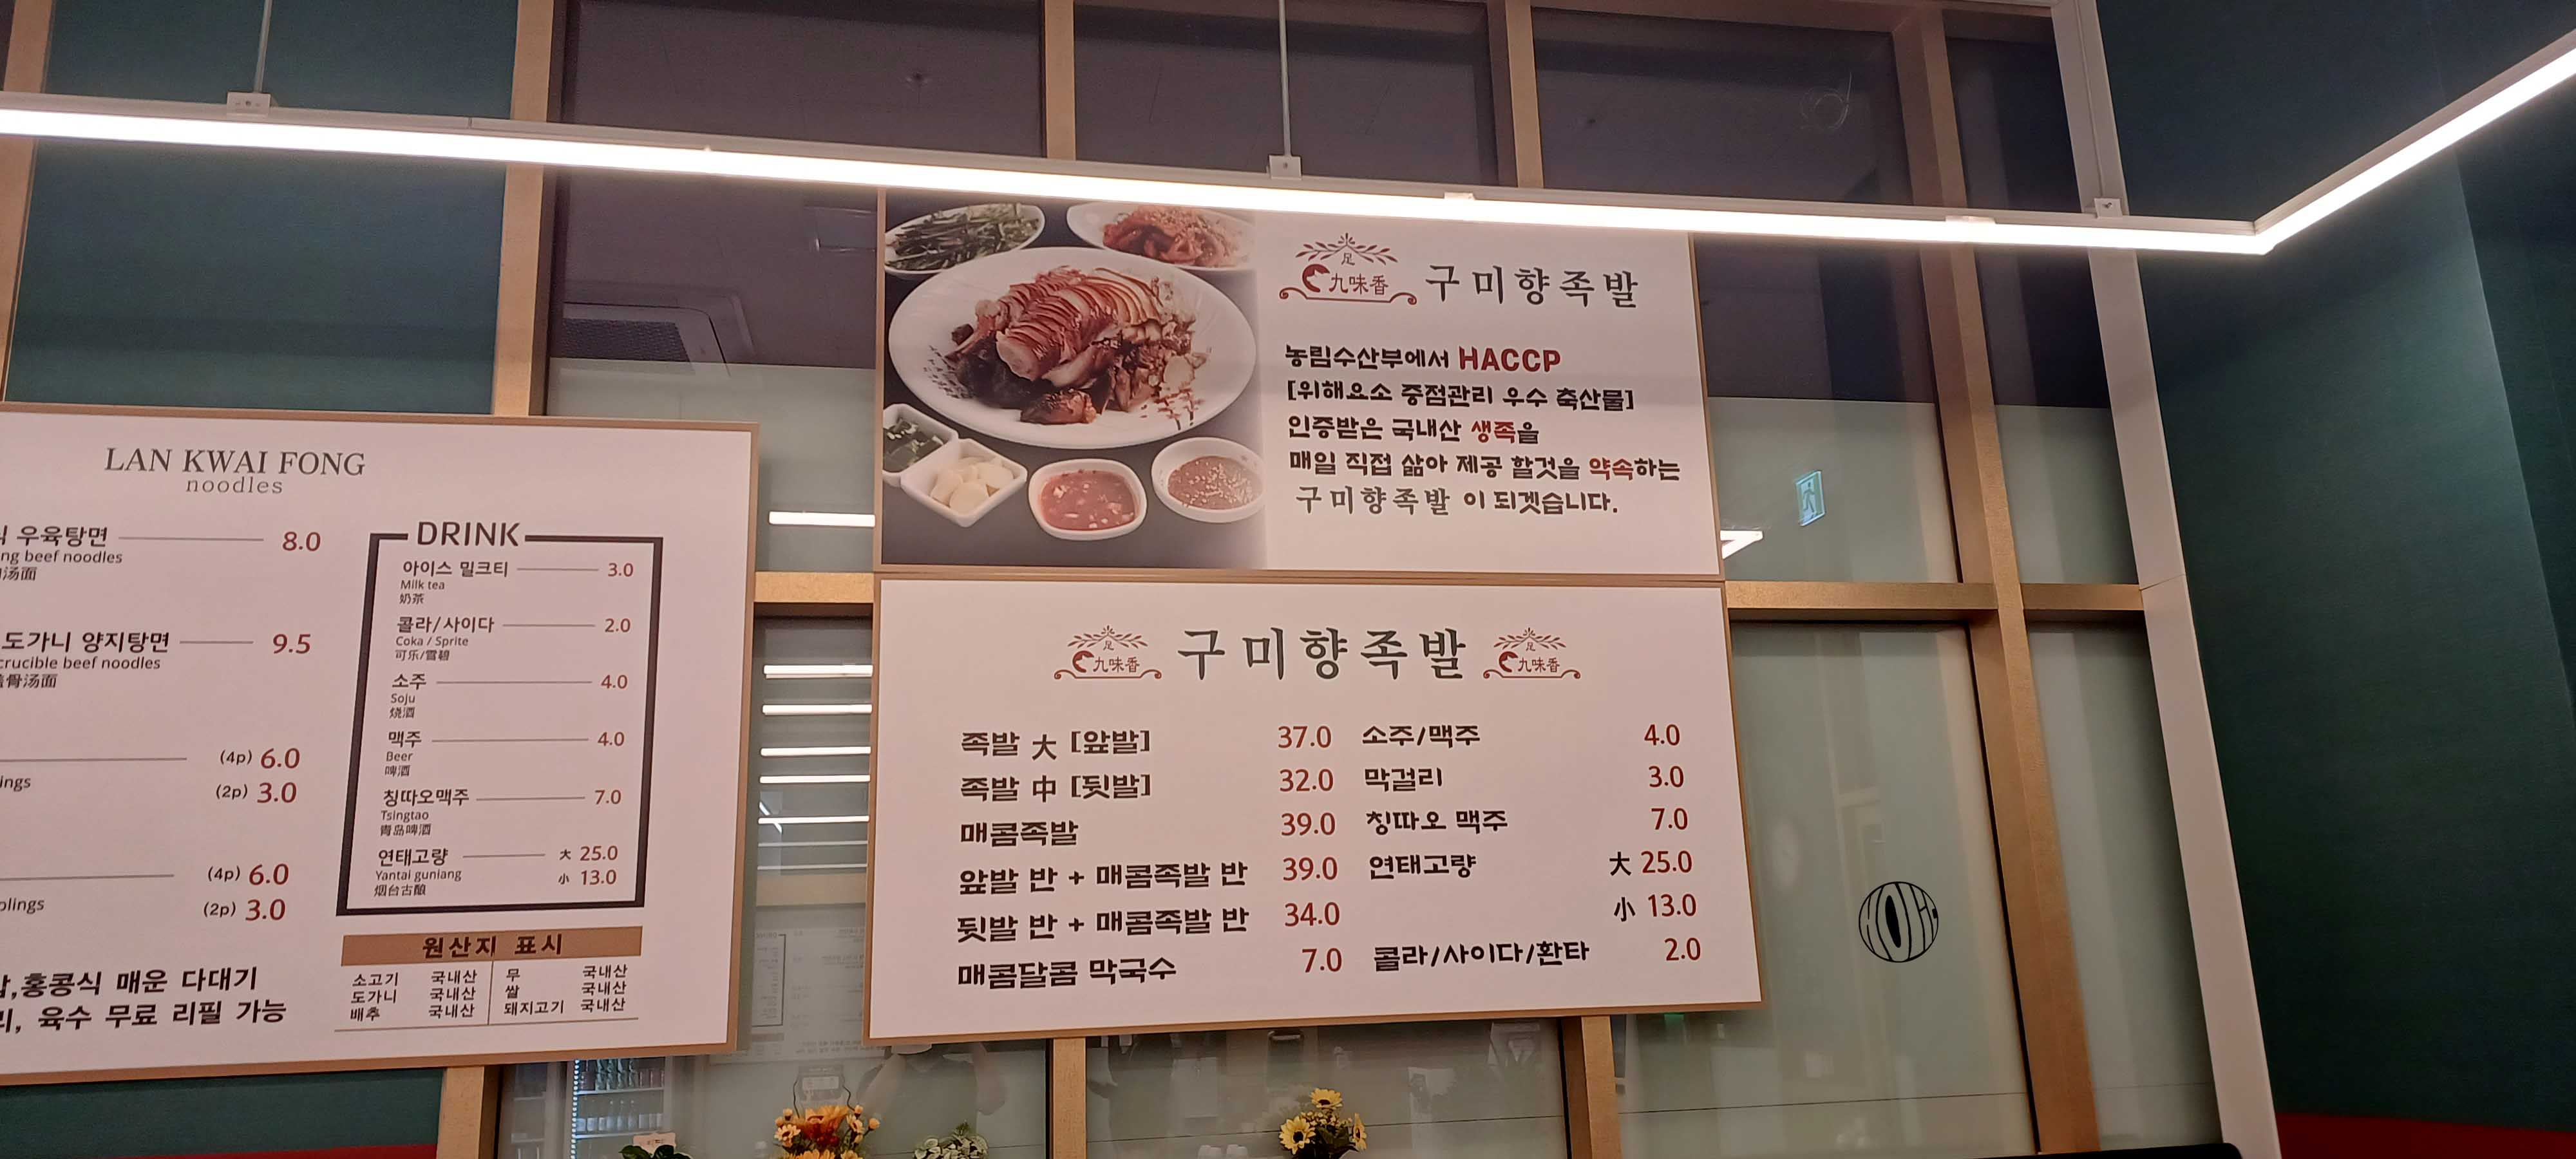 LAN KWAI FONG
noodles
우육탕면 8.0
beef noodles
汤面
도가니 양지탕면 9.5
crucible beef noodles
骨汤面
(4p) 6.0
(2p) 3.0
(4p) 6.0
(2p) 3.0
홍콩식 매운 다대기
육수 무료 리필 가능
DRINK
아이스 밀크티 3.0
Milk tea
奶茶
콜라/사이다 2.0
Coka / Sprite
可乐/雪碧
소주 4.0
Soju
烧酒
맥주 4.0
Beer
啤酒
칭따오맥주 7.0
Tsingtao
青岛啤酒
연태고량 大 25.0
Yantai guniang 小 13.0
烟台古酿
원산지 표시
소고기 국내산 무 국내산
도가니 국내산 쌀 국내산
배추 국내산 돼지고기 국내산
足
九味香 구미향족발
농림수산부에서 HACCP
[위해요소 중점관리 우수 축산물]
인증받은 국내산 생족을
매일 직접 삶아 제공 할것을 약속하는
구미향족발 이 되겟습니다.
足 足
九味香 구미향족발 九味香
족발 大 [앞발] 37.0 소주/맥주 4.0
족발 中 [뒷발] 32.0 막걸리 3.0
매콤족발 39.0 칭따오 맥주 7.0
앞발 반 + 매콤족발 반 39.0 연태고량 大 25.0
뒷발 반 + 매콤족발 반 34.0 小 13.0
매콤달콤 막국수 7.0 콜라/사이다/환타 2.0